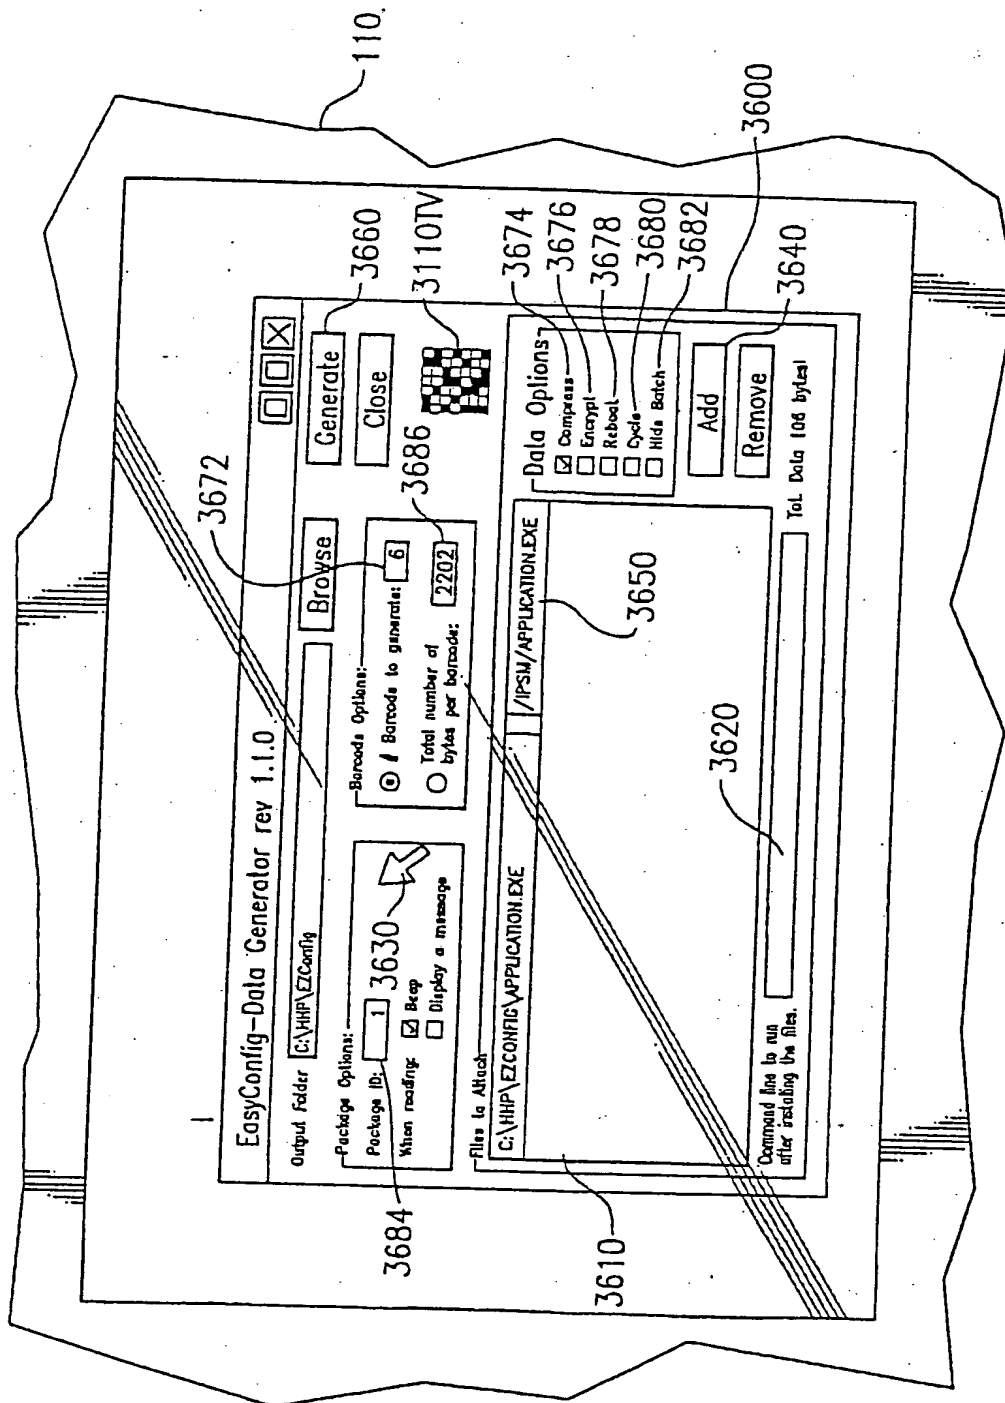 110.
3600
EasyConfig-Data Generator rev 1.1.0
Output Folder C:\HHP\EZConfig Browse Generate 3660
Close
3672
3110TV
3686
Package Options:
Package ID: 1 3630
When reading: Beep
Display a message
3684
Barcode Options:
# Barcode to generate: 6
Total number of
bytes per barcode: 2202
Files to Attach
C:\HHP\EZCONFIG\APPLICATION.EXE /IPSM/APPLICATION.EXE
3650
3610
Data Options
Compress 3674
Encrypt 3676
Reboot 3678
Cycle 3680
Hide Batch 3682
Add 3640
Remove
3620
Command line to run
after installing the files.
Tot. Data (06 bytes)